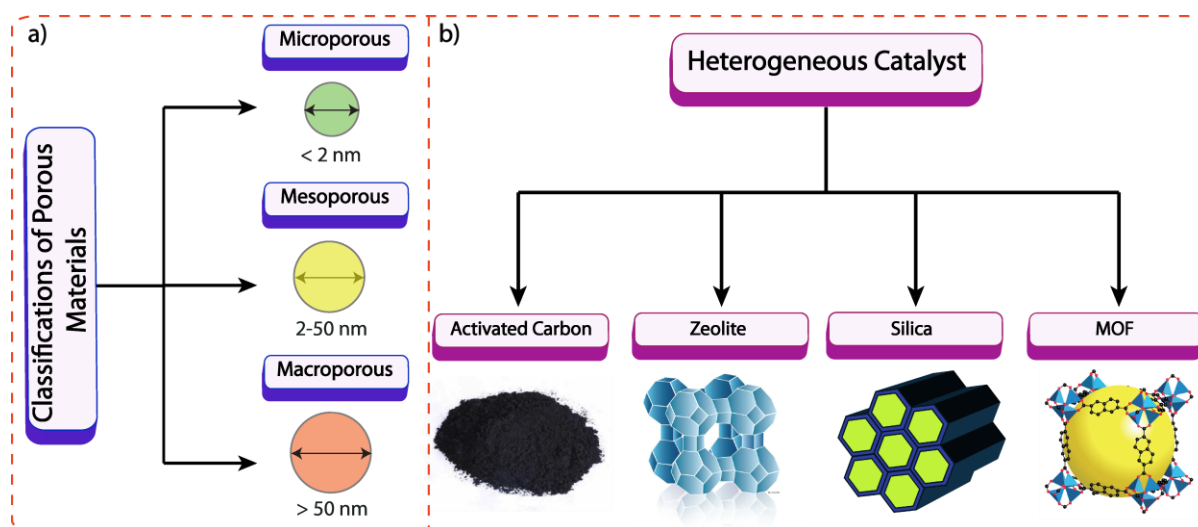 a)
Classifications of Porous
Materials
Microporous
< 2 nm
Mesoporous
2-50 nm
Macroporous
> 50 nm
b)
Heterogeneous Catalyst
Activated Carbon
Zeolite
Silica
MOF